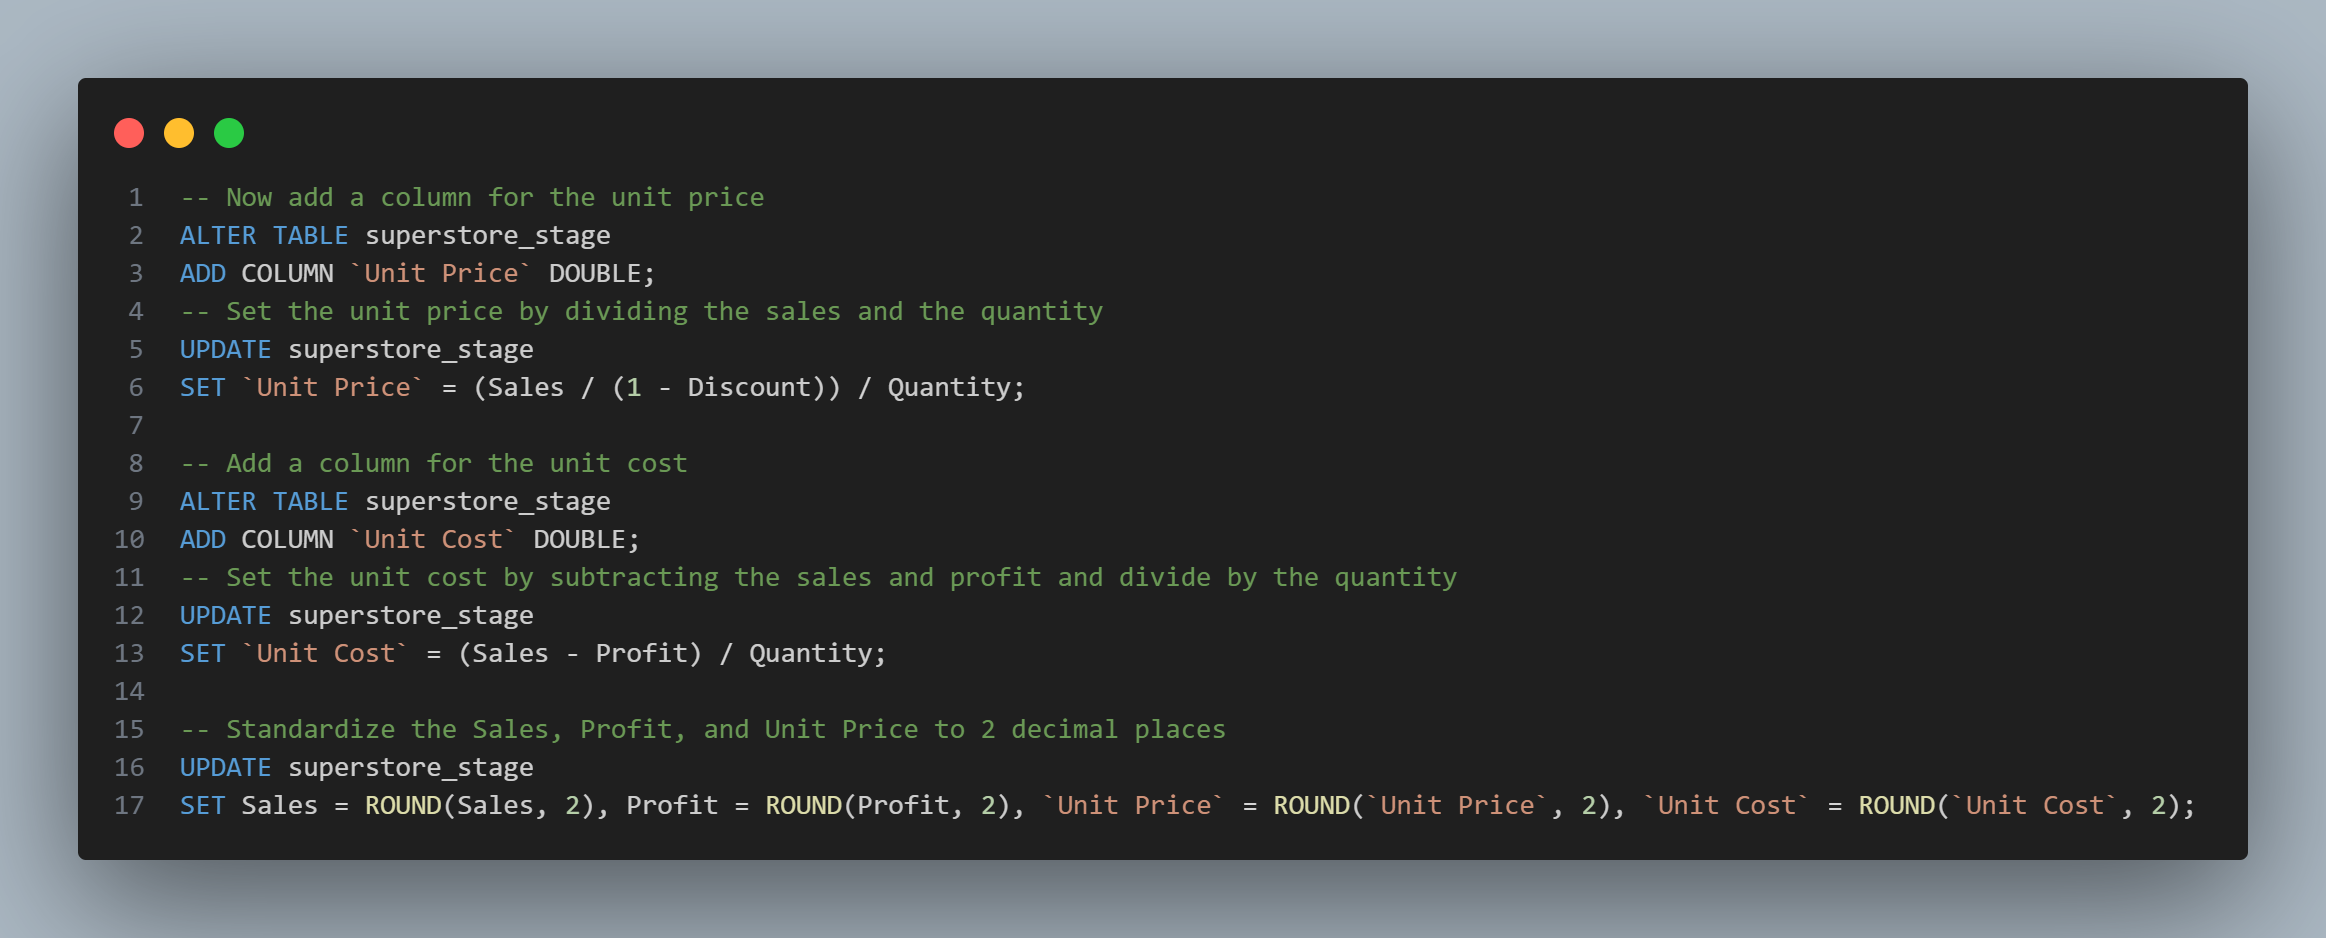 1 -- Now add a column for the unit price
2 ALTER TABLE superstore_stage
3 ADD COLUMN `Unit Price` DOUBLE;
4 -- Set the unit price by dividing the sales and the quantity
5 UPDATE superstore_stage
6 SET `Unit Price` = (Sales / (1 - Discount)) / Quantity;
7
8 -- Add a column for the unit cost
9 ALTER TABLE superstore_stage
10 ADD COLUMN `Unit Cost` DOUBLE;
11 -- Set the unit cost by subtracting the sales and profit and divide by the quantity
12 UPDATE superstore_stage
13 SET `Unit Cost` = (Sales - Profit) / Quantity;
14
15 -- Standardize the Sales, Profit, and Unit Price to 2 decimal places
16 UPDATE superstore_stage
17 SET Sales = ROUND(Sales, 2), Profit = ROUND(Profit, 2), `Unit Price` = ROUND(`Unit Price`, 2), `Unit Cost` = ROUND(`Unit Cost`, 2);